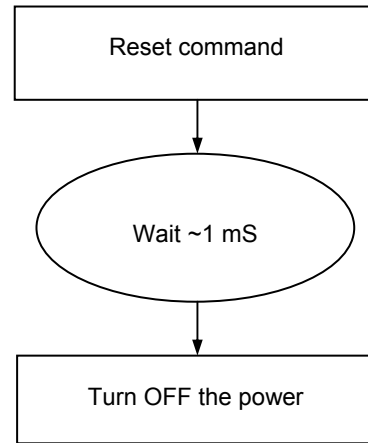 Reset command
Wait ~1 mS
Turn OFF the power